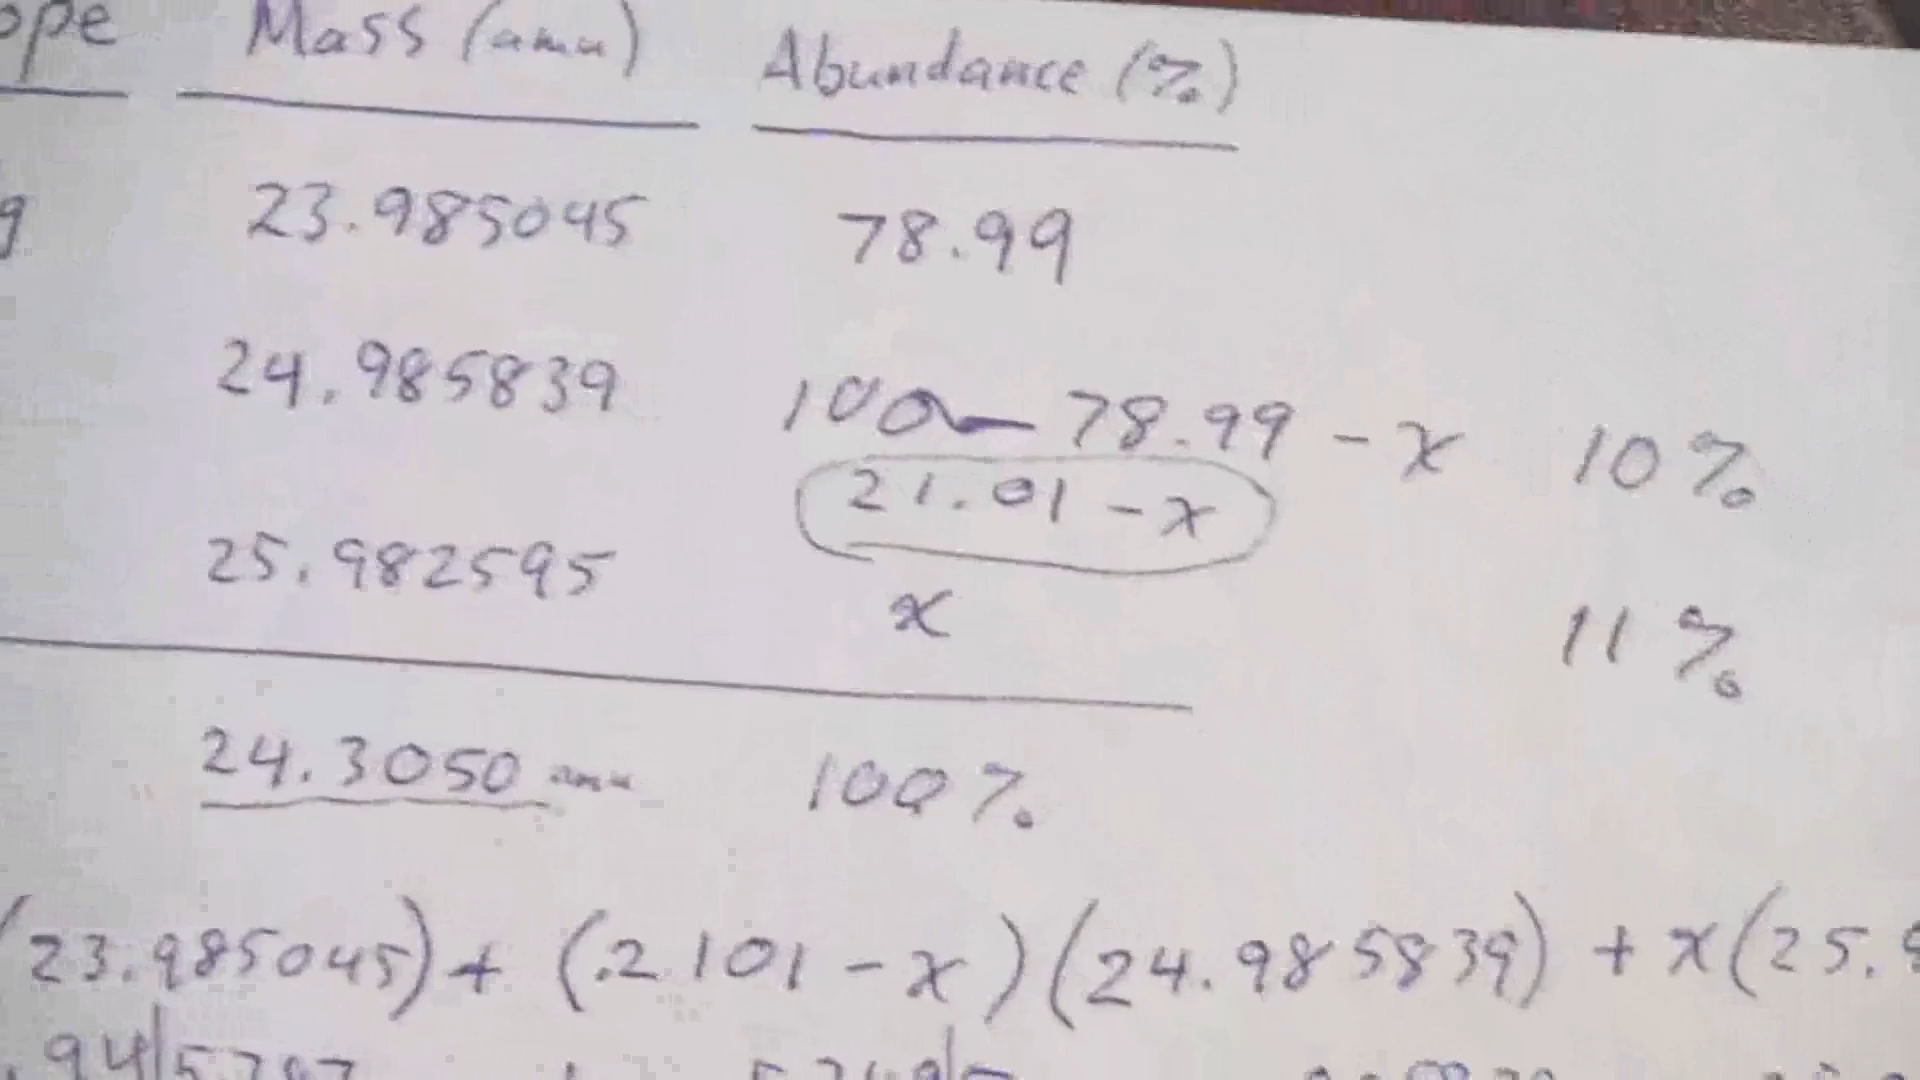 ope Mass (amu) Abundance (%)
g 23.985045 78.99
24.985839 100 - 78.99 - x 10%
21.01 - x
25.982595 x 11%
24.3050 amu 100%
(23.985045) + (.2101 - x)(24.985839) + x(25.9